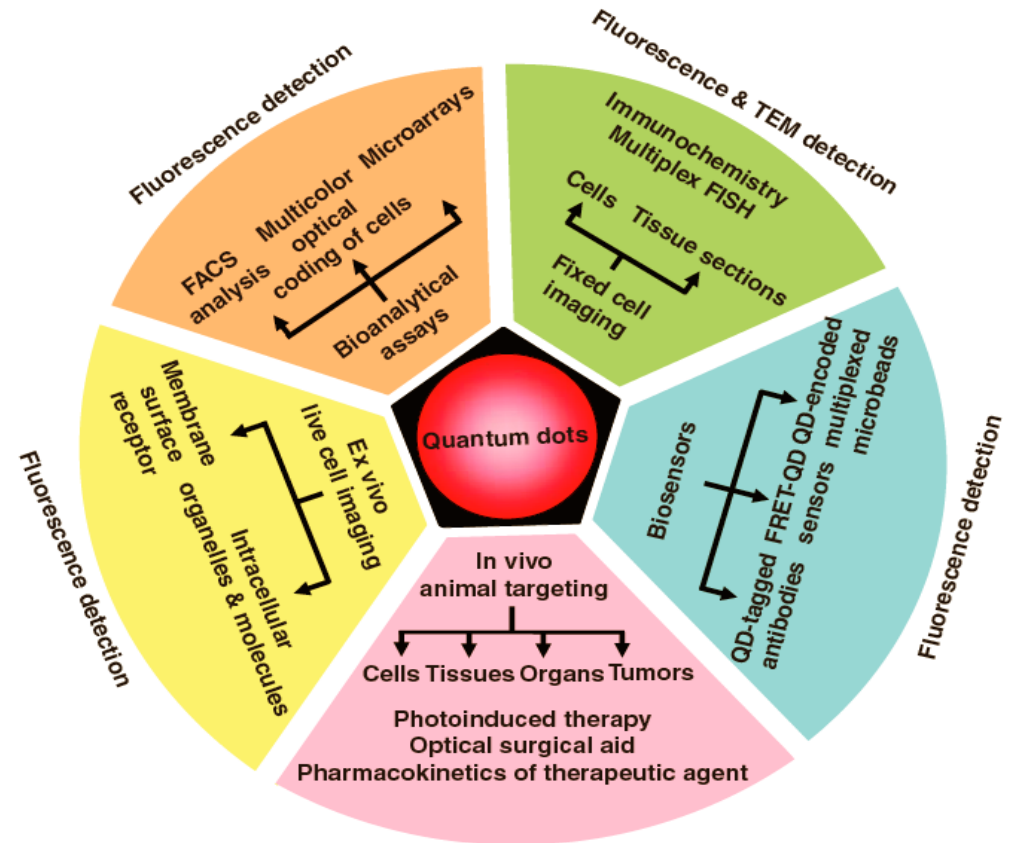 Fluorescence detection
Microarrays
Multicolor
optical
coding of cells
FACS
analysis
Bioanalytical
assays
Fluorescence & TEM detection
Immunochemistry
Multiplex FISH
Cells
Tissue sections
Fixed cell
imaging
Quantum dots
Fluorescence detection
Biosensors
QD-encoded
multiplexed
microbeads
FRET-QD
sensors
QD-tagged
antibodies
In vivo
animal targeting
Cells Tissues Organs Tumors
Photoinduced therapy
Optical surgical aid
Pharmacokinetics of therapeutic agent
Fluorescence detection
Ex vivo
live cell imaging
Membrane
surface
receptor
Intracellular
organelles & molecules